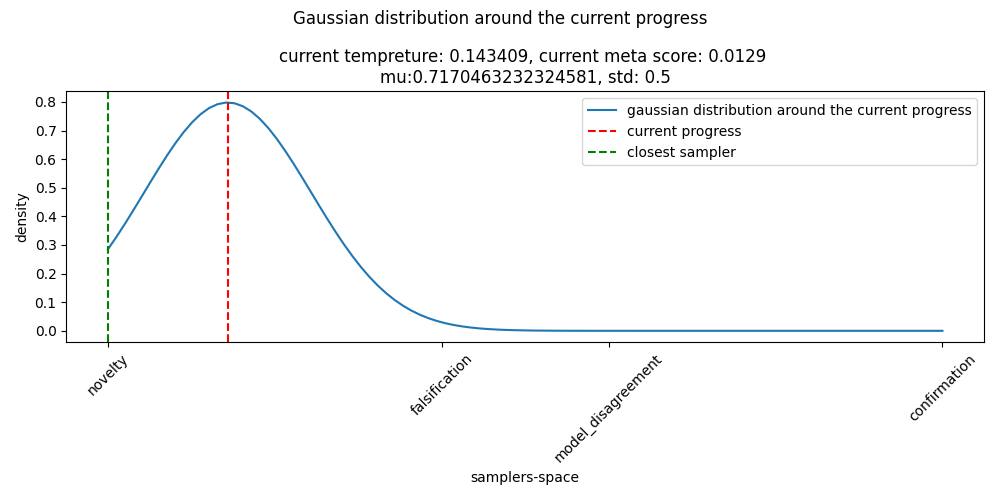 Gaussian distribution around the current progress
current tempreture: 0.143409, current meta score: 0.0129
mu:0.7170463232324581, std: 0.5
gaussian distribution around the current progress
current progress
closest sampler
density
0.8
0.7
0.6
0.5
0.4
0.3
0.2
0.1
0.0
novelty
falsification
model_disagreement
confirmation
samplers-space